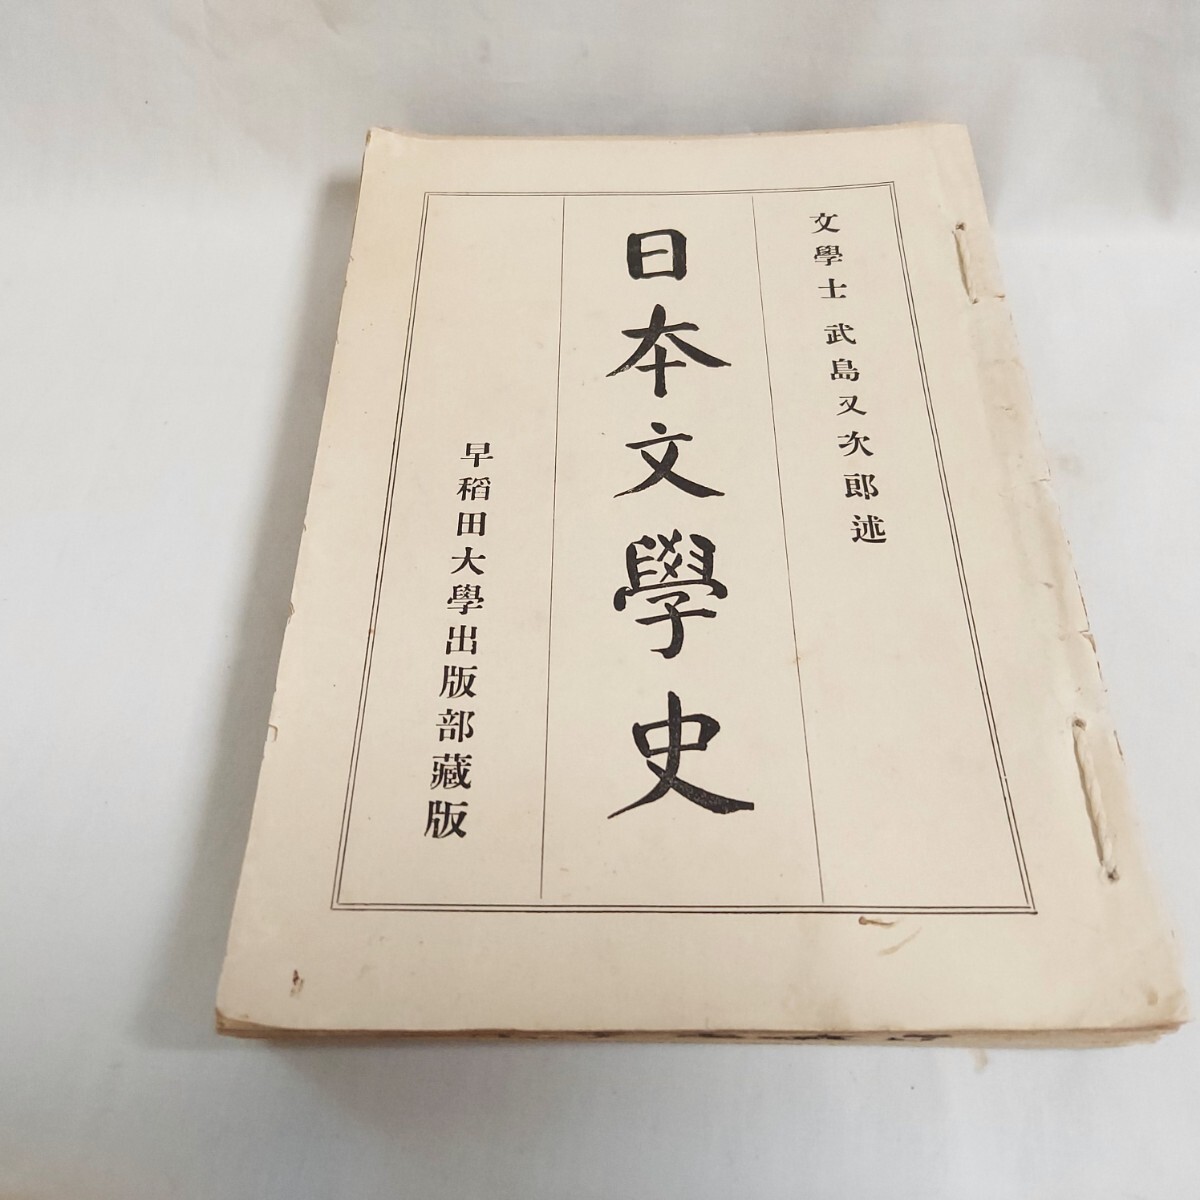 文學士 武島又次郎述
日本文學史
早稻田大學出版部藏版